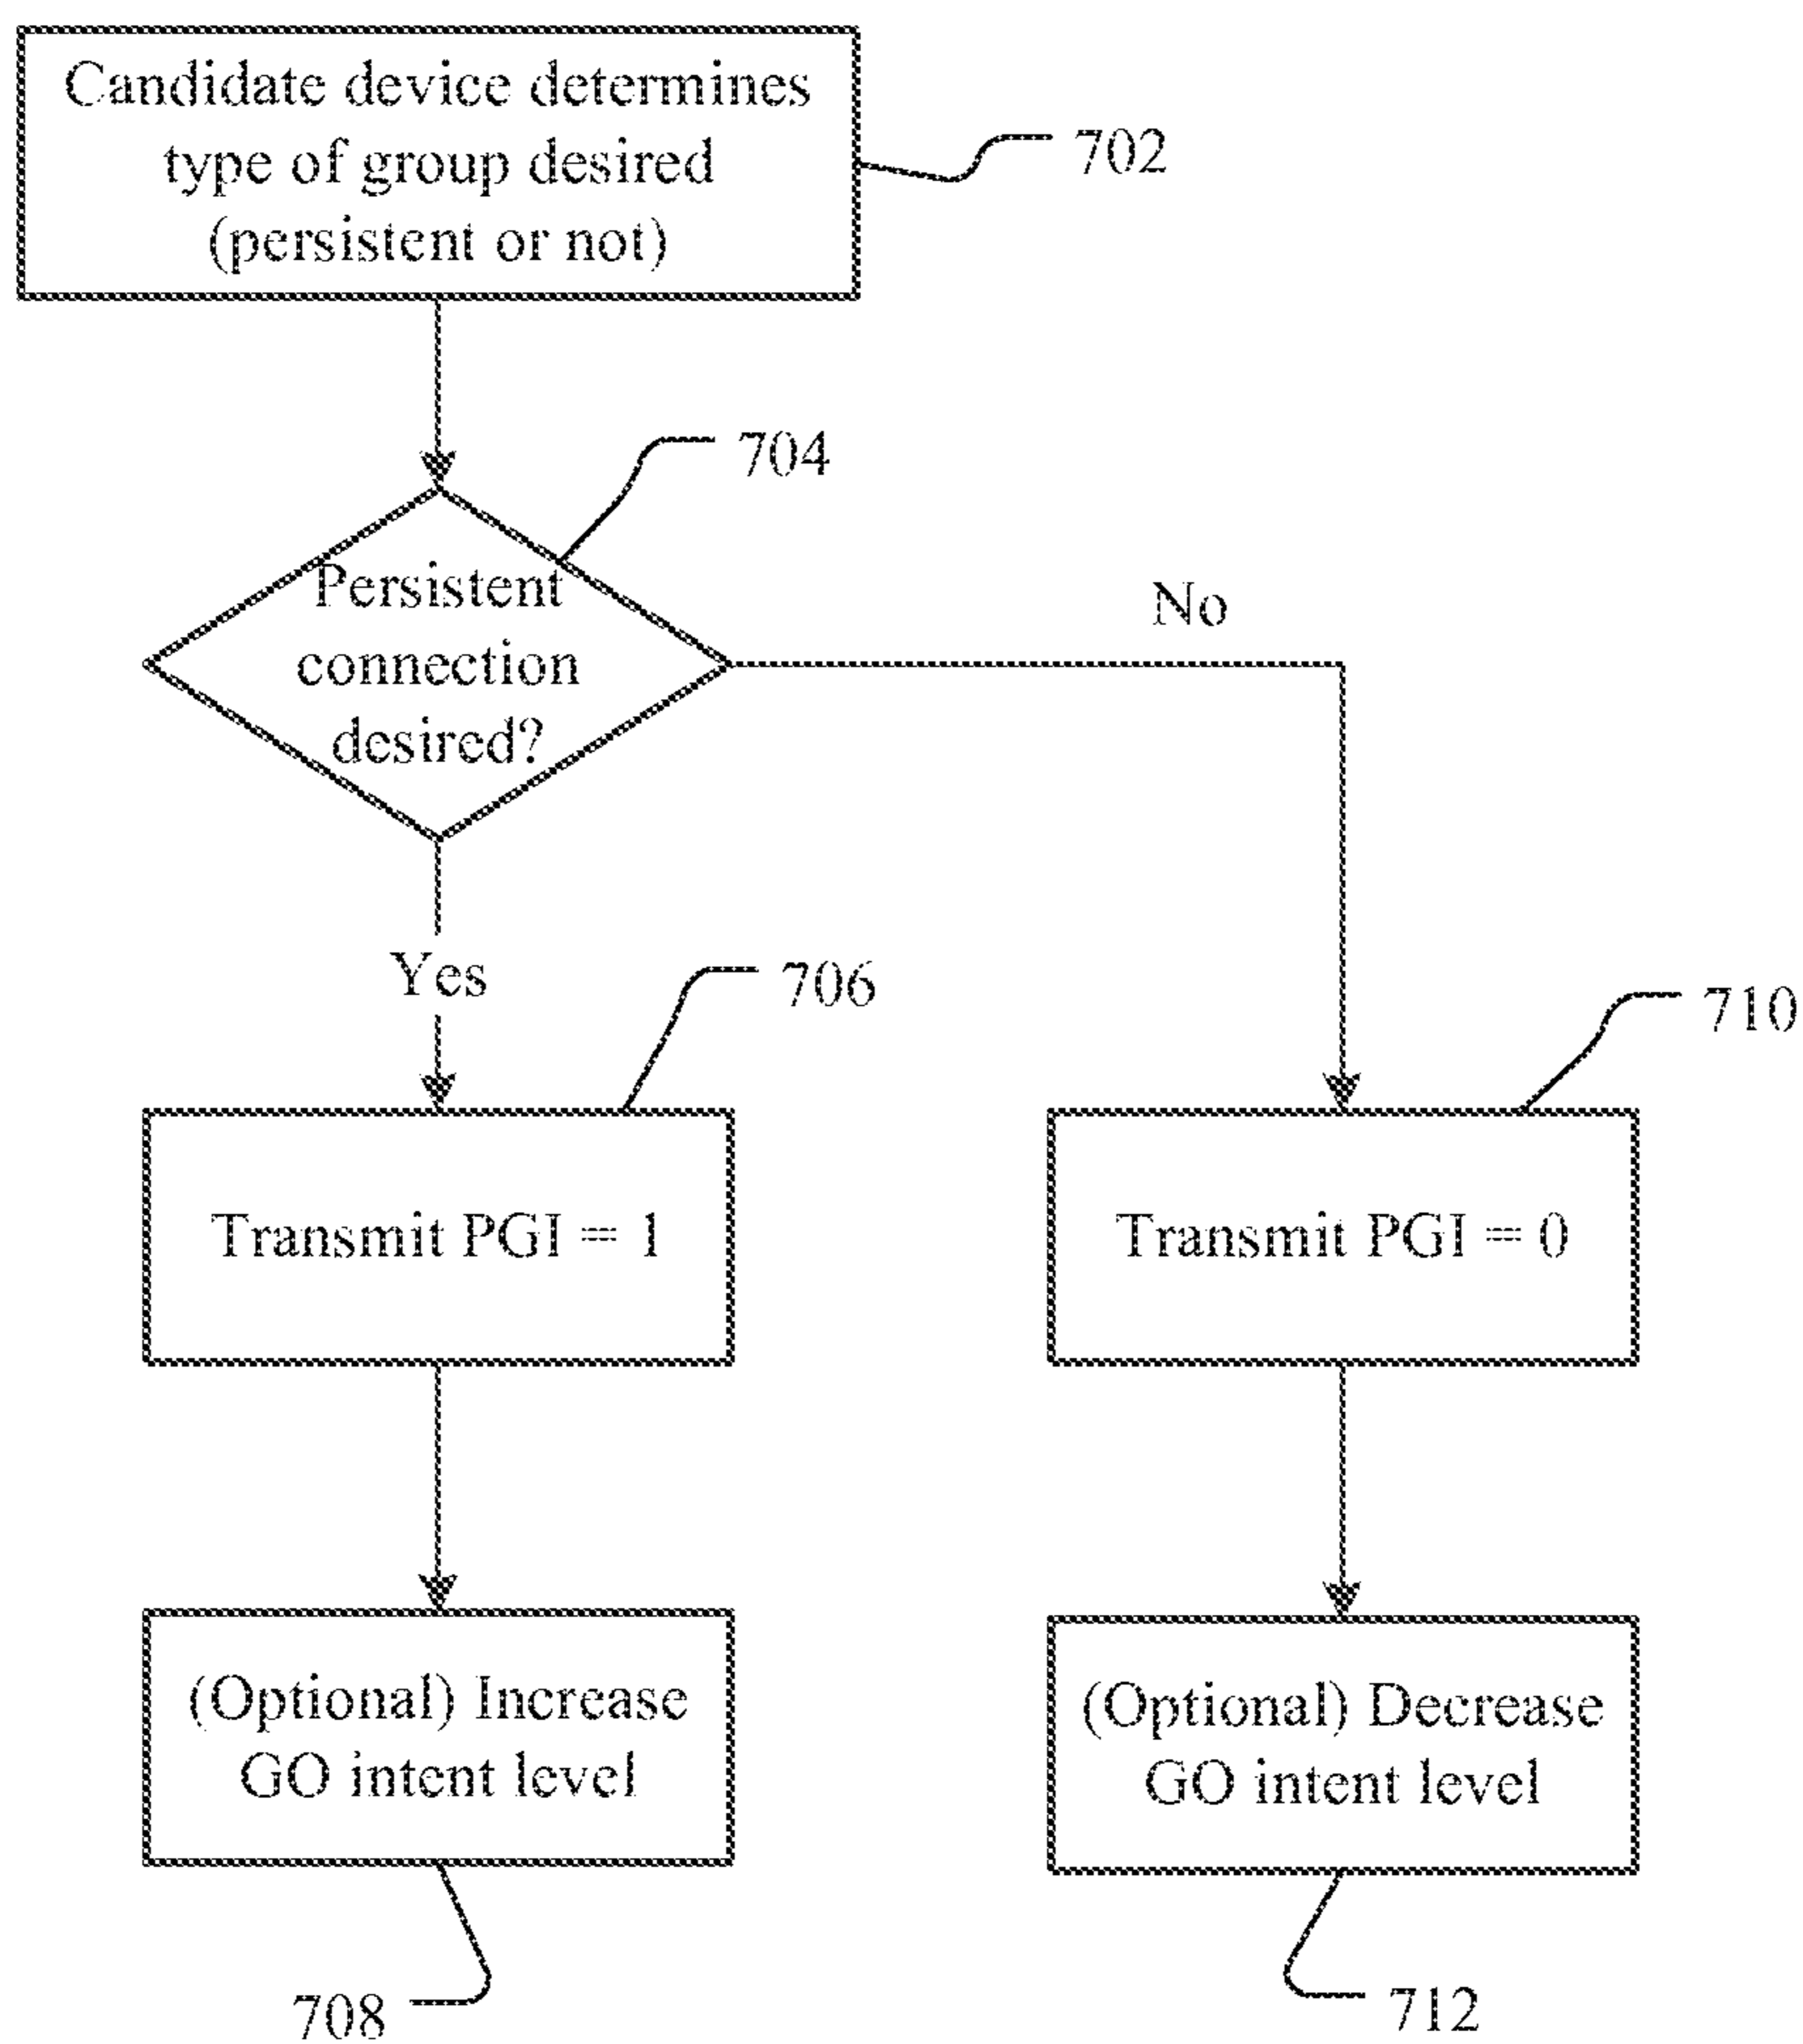 Candidate device determines
type of group desired
(persistent or not)
702
704
Persistent
connection
desired?
No
Yes
706
710
Transmit PGI = 1
Transmit PGI = 0
(Optional) Increase
GO intent level
(Optional) Decrease
GO intent level
708
712